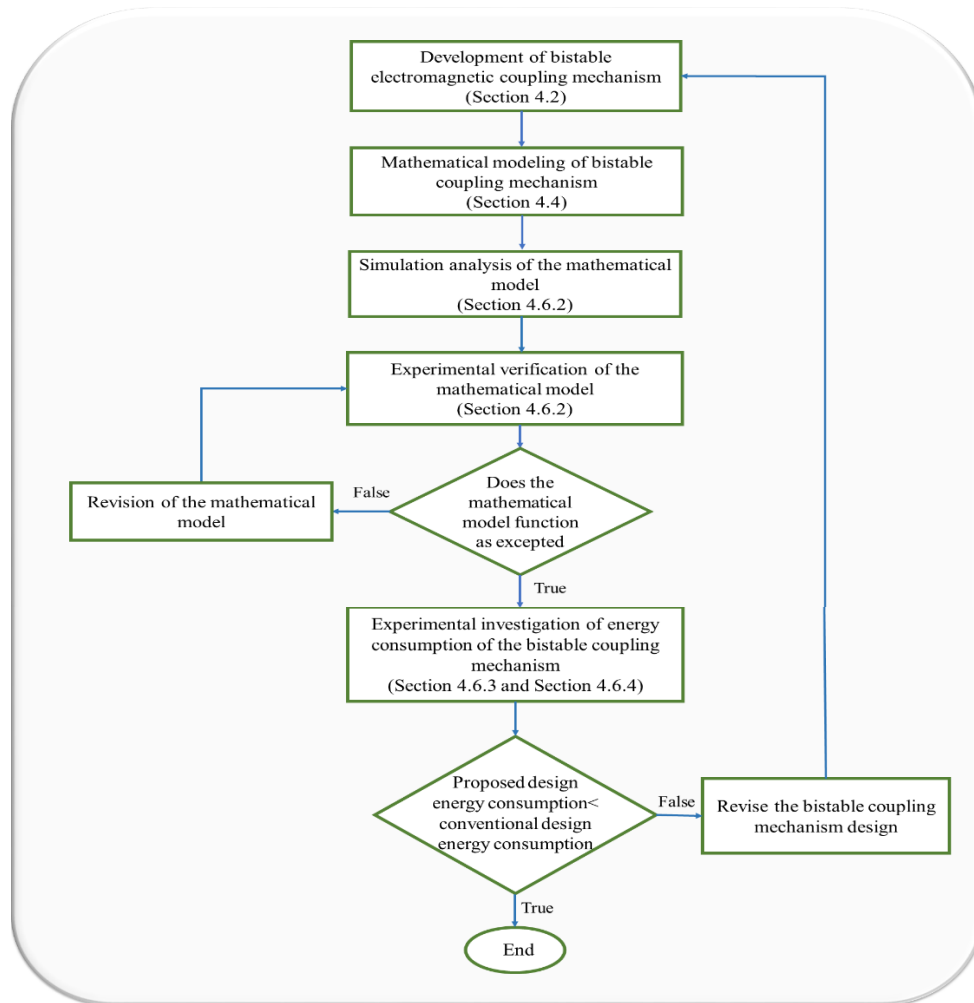 Development of bistable
electromagnetic coupling mechanism
(Section 4.2)
Mathematical modeling of bistable
coupling mechanism
(Section 4.4)
Simulation analysis of the mathematical
model
(Section 4.6.2)
Experimental verification of the
mathematical model
(Section 4.6.2)
Does the
mathematical
model function
as excepted
False
Revision of the mathematical
model
True
Experimental investigation of energy
consumption of the bistable coupling
mechanism
(Section 4.6.3 and Section 4.6.4)
Proposed design
energy consumption<
conventional design
energy consumption
False
Revise the bistable coupling
mechanism design
True
End